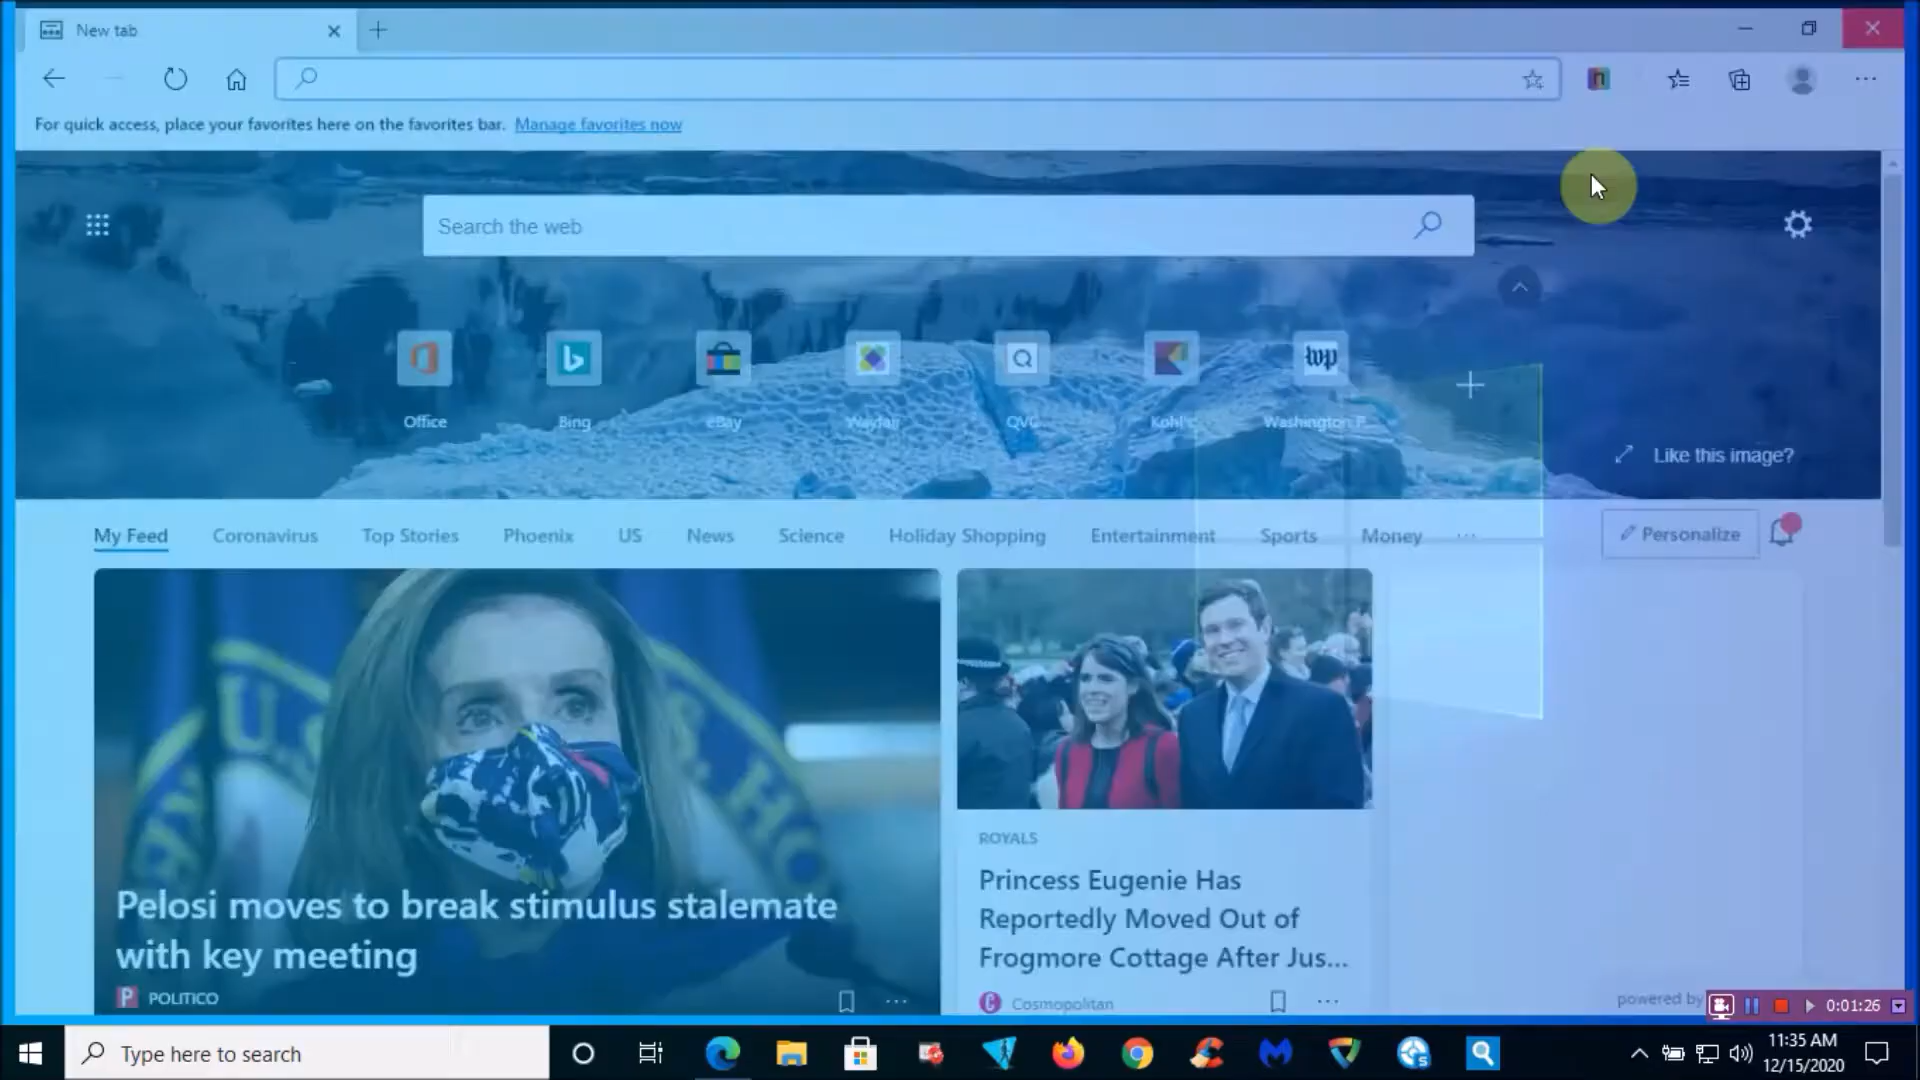 New tab
For quick access, place your favorites here on the favorites bar. Manage favorites now
Search the web
Office
Bing
eBay
Wayfair
QVC
Kohl's
wp
Washington P
Like this image?
My Feed
Coronavirus
Top Stories
Phoenix
US
News
Science
Holiday Shopping
Entertainment
Sports
Money
Personalize
Pelosi moves to break stimulus stalemate
with key meeting
POLITICO
ROYALS
Princess Eugenie Has
Reportedly Moved Out of
Frogmore Cottage After Jus...
Cosmopolitan
powered by
0:01:26
Type here to search
11:35 AM
12/15/2020